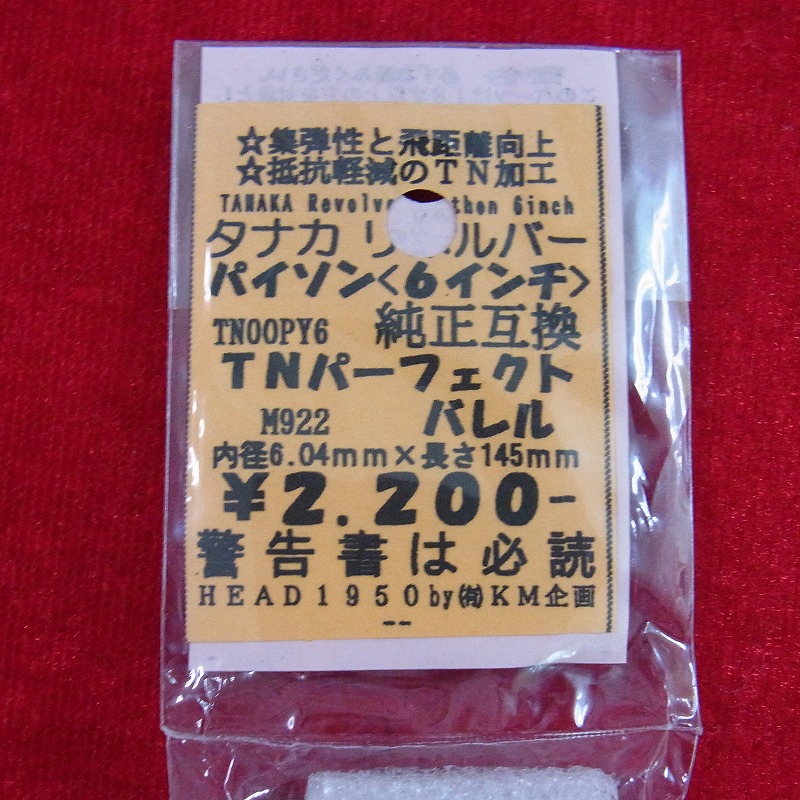 ☆集弾性と飛距離向上
☆抵抗軽減のＴＮ加工
TANAKA 6inch
タナカ ルバー
パイソン<６インチ>
TN00PY6 純正互換
ＴＮパーフェクト
M922 バレル
内径6.04mm×長さ145mm
¥2,200-
警告書は必読
ＨＥＡＤ１９５０by㈲ＫＭ企画
--